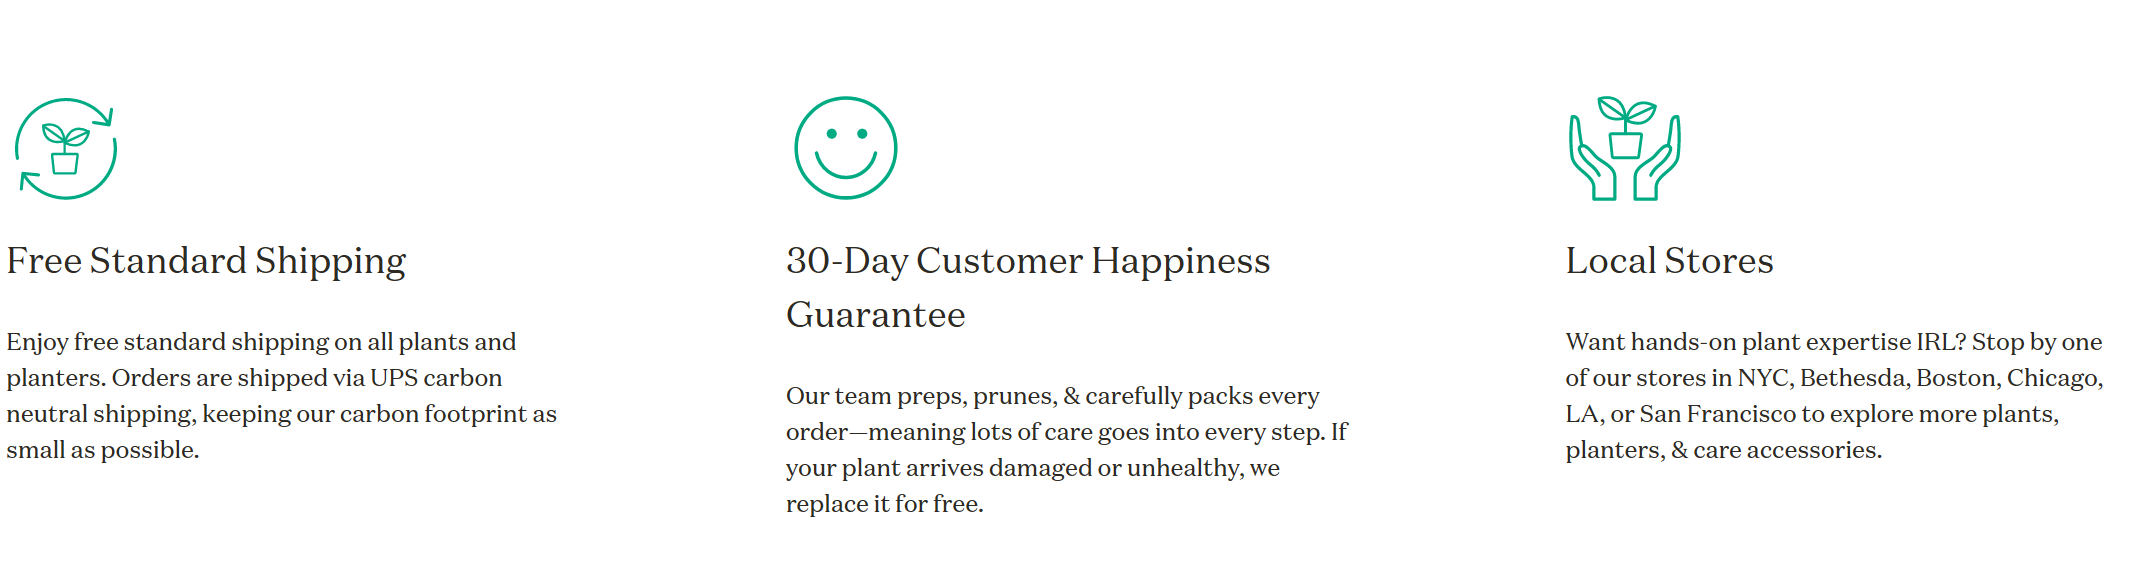 Free Standard Shipping
Enjoy free standard shipping on all plants and
planters. Orders are shipped via UPS carbon
neutral shipping, keeping our carbon footprint as
small as possible.
30-Day Customer Happiness
Guarantee
Our team preps, prunes, & carefully packs every
order—meaning lots of care goes into every step. If
your plant arrives damaged or unhealthy, we
replace it for free.
Local Stores
Want hands-on plant expertise IRL? Stop by one
of our stores in NYC, Bethesda, Boston, Chicago,
LA, or San Francisco to explore more plants,
planters, & care accessories.